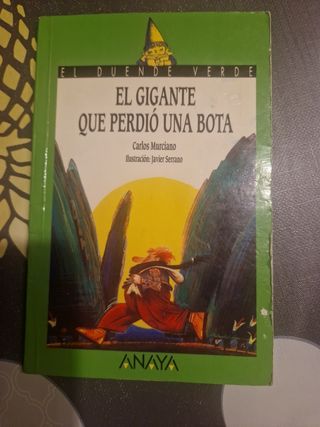 EL DUENDE VERDE
EL GIGANTE
QUE PERDIÓ UNA BOTA
Carlos Murciano
Ilustración: Javier Serrano
ANAYA